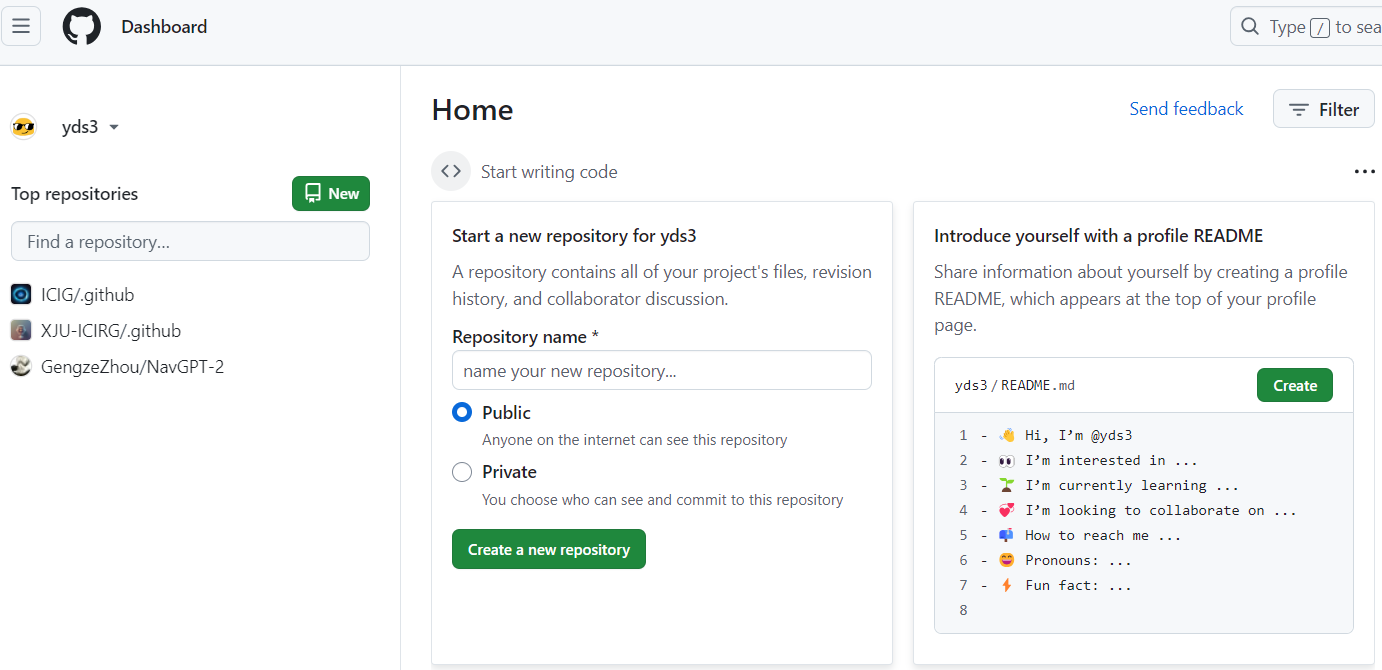 Dashboard
Type / to sea
yds3
Top repositories
New
Find a repository...
ICIG/.github
XJU-ICIRG/.github
GengzeZhou/NavGPT-2
Home
Send feedback
Filter
Start writing code
Start a new repository for yds3
A repository contains all of your project's files, revision
history, and collaborator discussion.
Repository name *
name your new repository...
Public
Anyone on the internet can see this repository
Private
You choose who can see and commit to this repository
Create a new repository
Introduce yourself with a profile README
Share information about yourself by creating a profile
README, which appears at the top of your profile
page.
yds3 / README.md
Create
1 - 👋 Hi, I’m @yds3
2 - 👀 I’m interested in ...
3 - 🌱 I’m currently learning ...
4 - 💞️ I’m looking to collaborate on ...
5 - 📫 How to reach me ...
6 - 😄 Pronouns: ...
7 - ⚡ Fun fact: ...
8